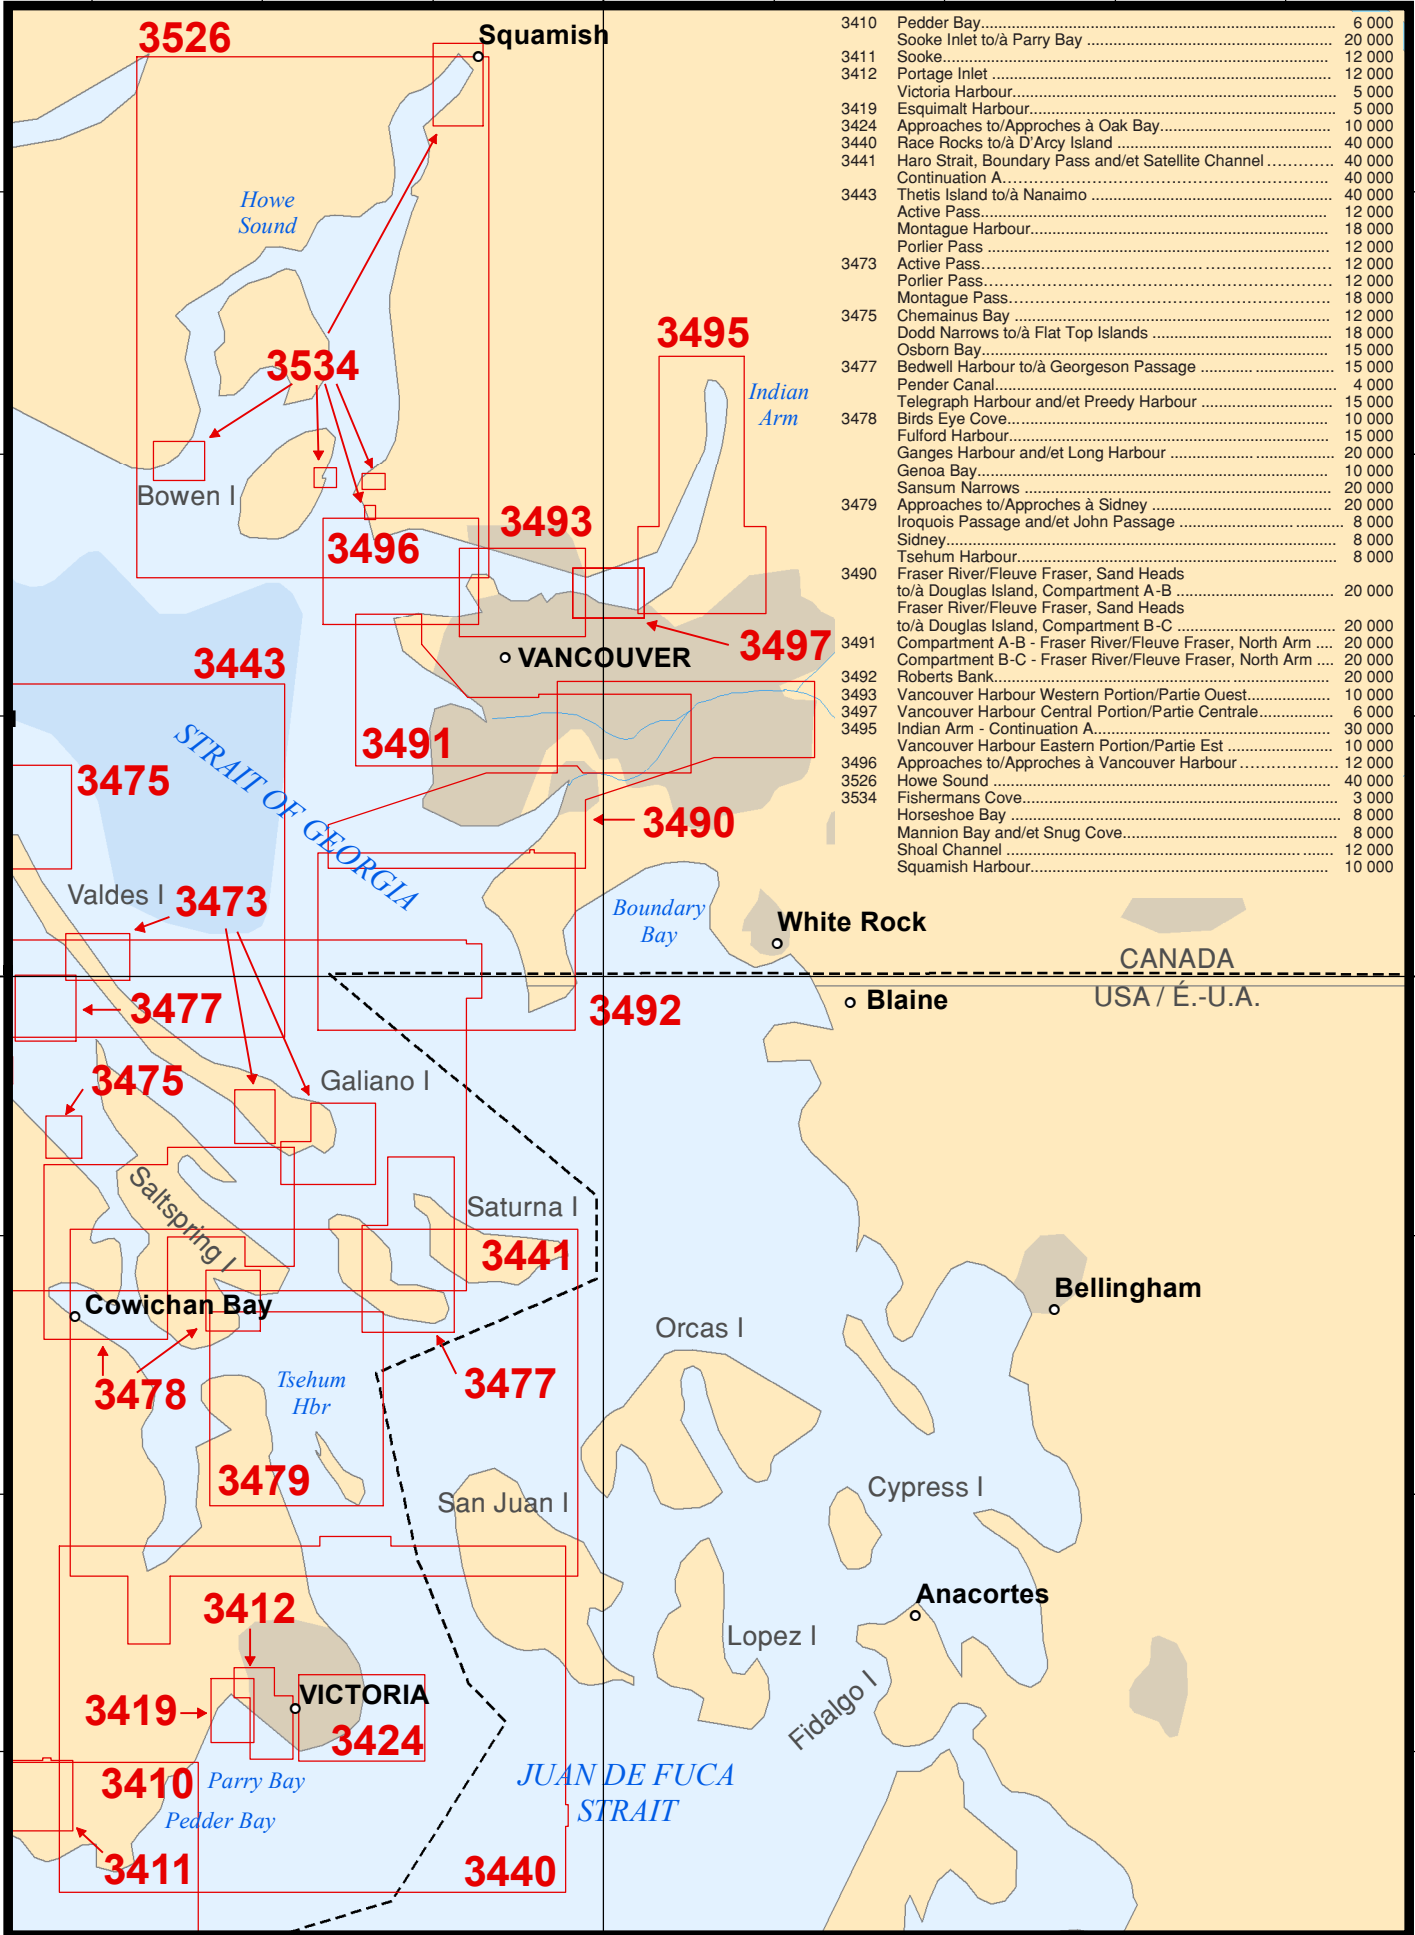 3410 Pedder Bay 6 000
Sooke Inlet to/à Parry Bay 20 000
3411 Sooke 12 000
3412 Portage Inlet 12 000
Victoria Harbour 5 000
3419 Esquimalt Harbour 5 000
3424 Approaches to/Approches à Oak Bay 10 000
3440 Race Rocks to/à D'Arcy Island 40 000
3441 Haro Strait, Boundary Pass and/et Satellite Channel 40 000
Continuation A 40 000
3443 Thetis Island to/à Nanaimo 40 000
Active Pass 12 000
Montague Harbour 18 000
Porlier Pass 12 000
3473 Active Pass 12 000
Porlier Pass 12 000
Montague Pass 18 000
3475 Chemainus Bay 12 000
Dodd Narrows to/à Flat Top Islands 18 000
Osborn Bay 15 000
3477 Bedwell Harbour to/à Georgeson Passage 15 000
Pender Canal 4 000
Telegraph Harbour and/et Preedy Harbour 15 000
3478 Birds Eye Cove 10 000
Fulford Harbour 15 000
Ganges Harbour and/et Long Harbour 20 000
Genoa Bay 10 000
Sansum Narrows 20 000
3479 Approaches to/Approches à Sidney 20 000
Iroquois Passage and/et John Passage 8 000
Sidney 8 000
Tsehum Harbour 8 000
3490 Fraser River/Fleuve Fraser, Sand Heads
to/à Douglas Island, Compartment A-B 20 000
Fraser River/Fleuve Fraser, Sand Heads
to/à Douglas Island, Compartment B-C 20 000
3491 Compartment A-B - Fraser River/Fleuve Fraser, North Arm 20 000
Compartment B-C - Fraser River/Fleuve Fraser, North Arm 20 000
3492 Roberts Bank 20 000
3493 Vancouver Harbour Western Portion/Partie Ouest 10 000
3497 Vancouver Harbour Central Portion/Partie Centrale 6 000
3495 Indian Arm - Continuation A 30 000
Vancouver Harbour Eastern Portion/Partie Est 10 000
3496 Approaches to/Approches à Vancouver Harbour 12 000
3526 Howe Sound 40 000
3534 Fishermans Cove 3 000
Horseshoe Bay 8 000
Mannion Bay and/et Snug Cove 8 000
Shoal Channel 12 000
Squamish Harbour 10 000
3526
Squamish
Howe
Sound
3534
3495
Indian
Arm
Bowen I
3496
3493
3497
VANCOUVER
3443
3491
STRAIT OF GEORGIA
3475
3490
Valdes I
3473
Boundary
Bay
White Rock
CANADA
USA / É.-U.A.
Blaine
3477
3492
3475
Galiano I
Saltspring I
Saturna I
3441
Cowichan Bay
Bellingham
Orcas I
3478
Tsehum
Hbr
3477
3479
San Juan I
Cypress I
3412
Anacortes
Lopez I
Fidalgo I
3419
VICTORIA
3424
3410
Parry Bay
Pedder Bay
JUAN DE FUCA
STRAIT
3411
3440